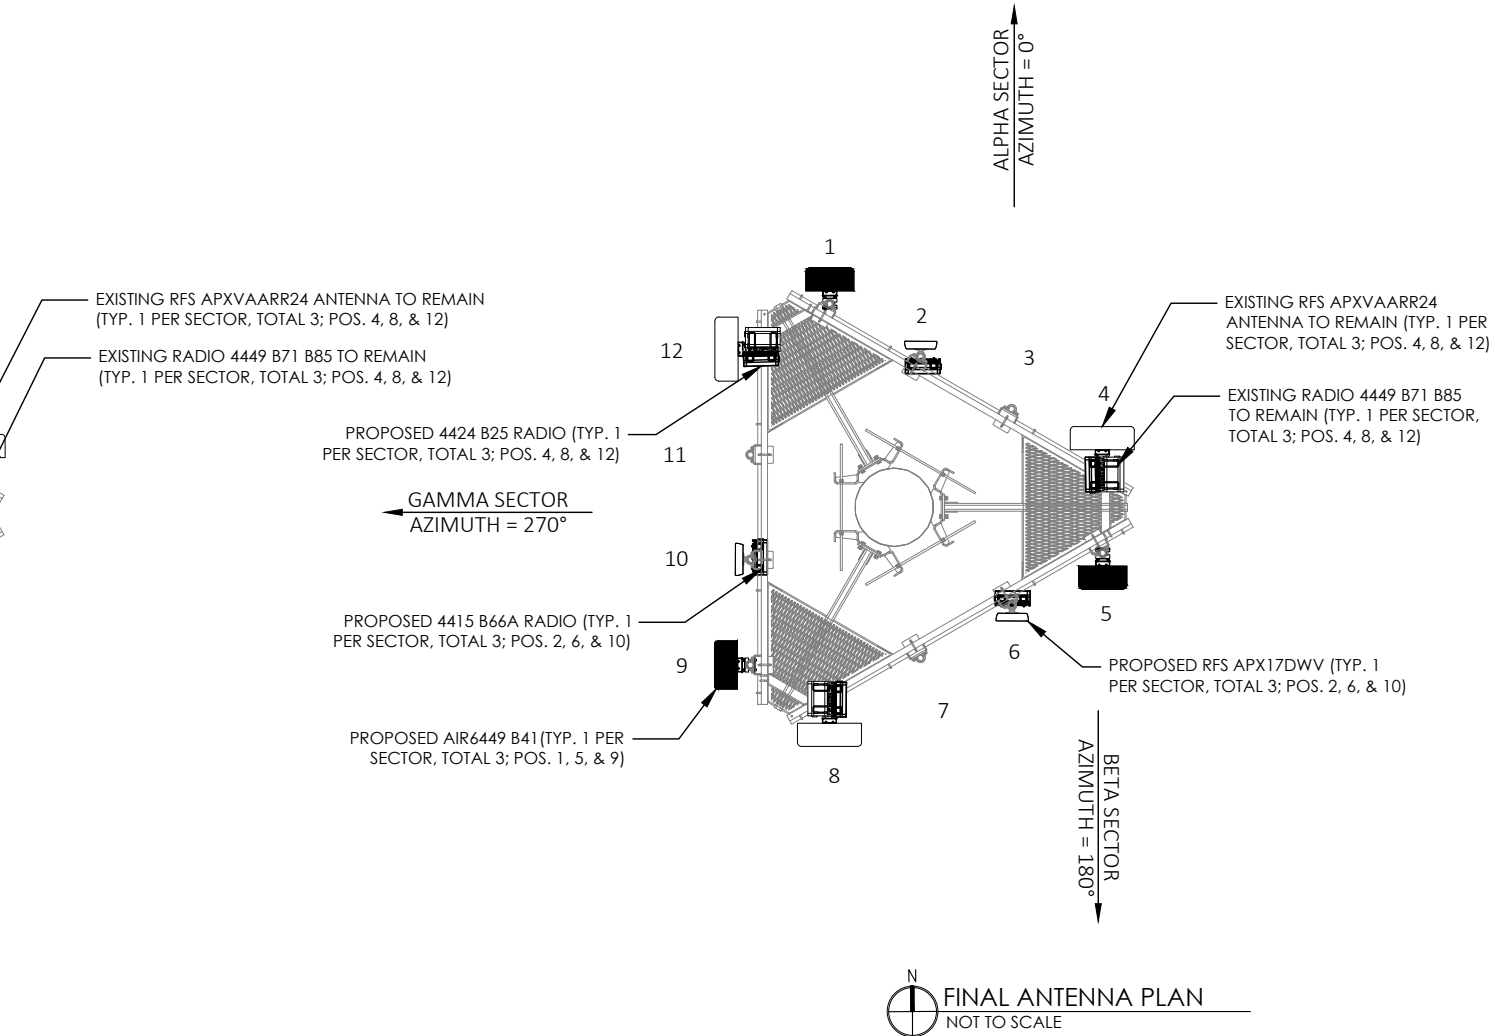 ALPHA SECTOR
AZIMUTH = 0°
1
2
3
4
12
EXISTING RFS APXVAARR24 ANTENNA TO REMAIN
(TYP. 1 PER SECTOR, TOTAL 3; POS. 4, 8, & 12)
EXISTING RADIO 4449 B71 B85 TO REMAIN
(TYP. 1 PER SECTOR, TOTAL 3; POS. 4, 8, & 12)
EXISTING RFS APXVAARR24
ANTENNA TO REMAIN (TYP. 1 PER
SECTOR, TOTAL 3; POS. 4, 8, & 12)
EXISTING RADIO 4449 B71 B85
TO REMAIN (TYP. 1 PER SECTOR,
TOTAL 3; POS. 4, 8, & 12)
PROPOSED 4424 B25 RADIO (TYP. 1
PER SECTOR, TOTAL 3; POS. 4, 8, & 12)
11
GAMMA SECTOR
AZIMUTH = 270°
10
PROPOSED 4415 B66A RADIO (TYP. 1
PER SECTOR, TOTAL 3; POS. 2, 6, & 10)
5
6
9
PROPOSED RFS APX17DWV (TYP. 1
PER SECTOR, TOTAL 3; POS. 2, 6, & 10)
7
PROPOSED AIR6449 B41(TYP. 1 PER
SECTOR, TOTAL 3; POS. 1, 5, & 9)
8
BETA SECTOR
AZIMUTH = 180°
N
FINAL ANTENNA PLAN
NOT TO SCALE